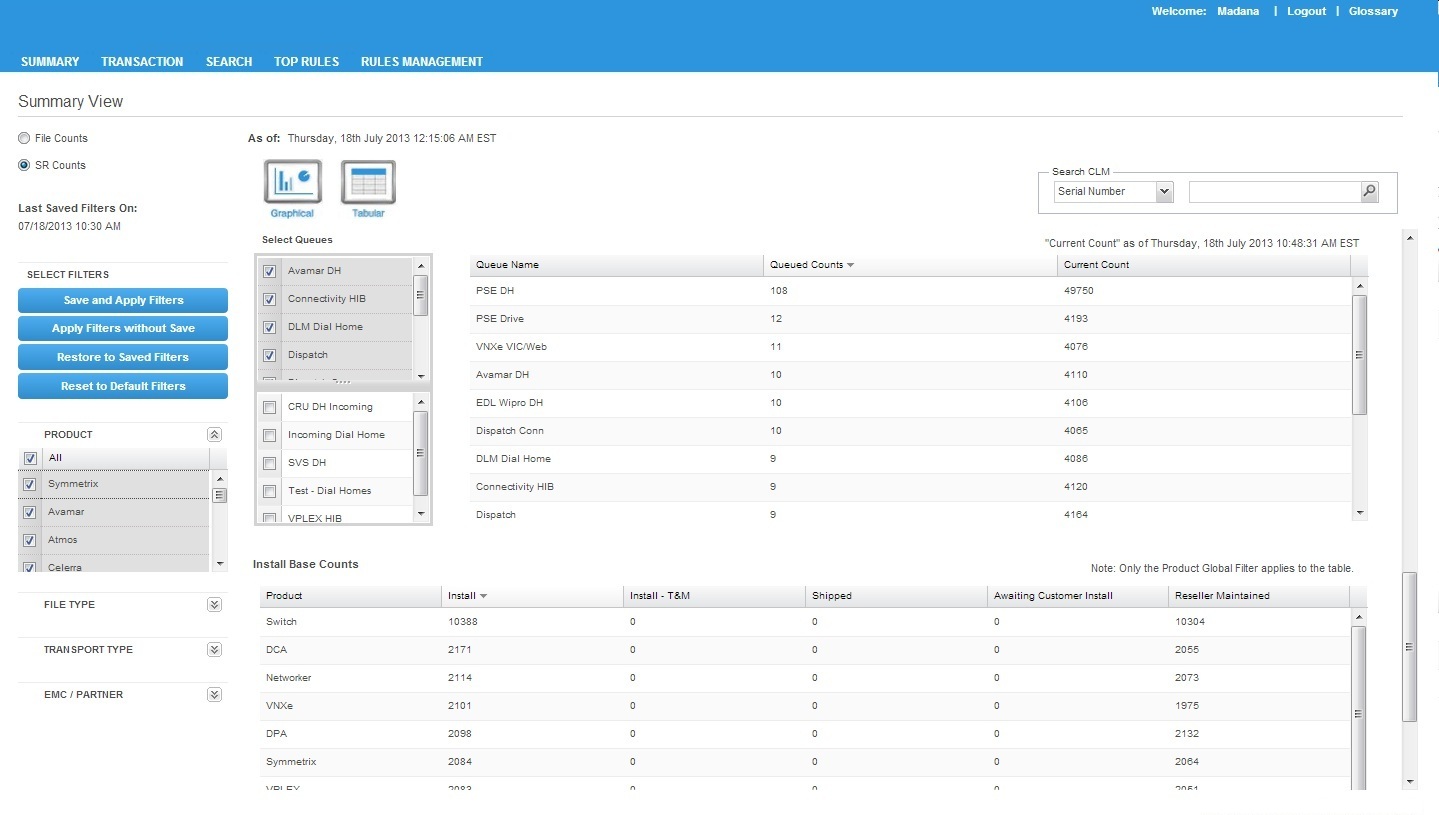 Welcome: Madana | Logout | Glossary
SUMMARY TRANSACTION SEARCH TOP RULES RULES MANAGEMENT
Summary View
File Counts
SR Counts
Last Saved Filters On:
07/18/2013 10:30 AM
SELECT FILTERS
Save and Apply Filters
Apply Filters without Save
Restore to Saved Filters
Reset to Default Filters
PRODUCT
All
Symmetrix
Avamar
Atmos
Celerra
FILE TYPE
TRANSPORT TYPE
EMC / PARTNER
As of: Thursday, 18th July 2013 12:15:06 AM EST
Graphical Tabular
Search CLM
Serial Number
Select Queues
Avamar DH
Connectivity HIB
DLM Dial Home
Dispatch
CRU DH Incoming
Incoming Dial Home
SVS DH
Test - Dial Homes
VPLEX HIB
"Current Count" as of Thursday, 18th July 2013 10:48:31 AM EST
Queue Name Queued Counts Current Count
PSE DH 108 49750
PSE Drive 12 4193
VNXe VIC/Web 11 4076
Avamar DH 10 4110
EDL Wipro DH 10 4106
Dispatch Conn 10 4065
DLM Dial Home 9 4086
Connectivity HIB 9 4120
Dispatch 9 4164
Install Base Counts
Note: Only the Product Global Filter applies to the table.
Product Install Install - T&M Shipped Awaiting Customer Install Reseller Maintained
Switch 10388 0 0 0 10304
DCA 2171 0 0 0 2055
Networker 2114 0 0 0 2073
VNXe 2101 0 0 0 1975
DPA 2098 0 0 0 2132
Symmetrix 2084 0 0 0 2064
VPLEX 2083 0 0 0 2051